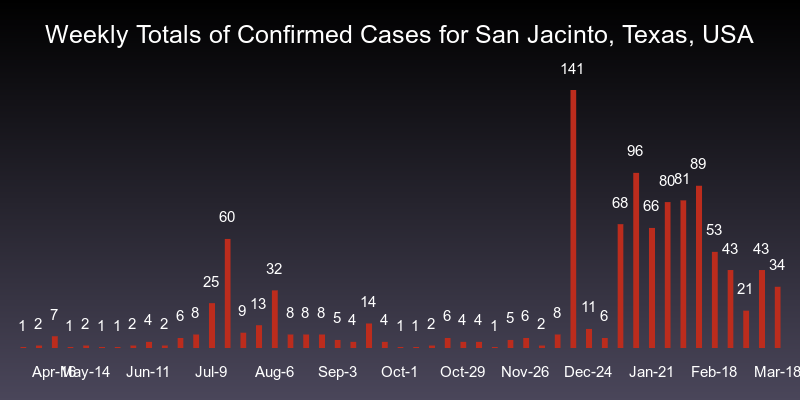 Weekly Totals of Confirmed Cases for San Jacinto, Texas, USA
1 2 7 1 2 1 1 2 4 2 6 8 25 60 9 13 32 8 8 8 5 4 14 4 1 1 2 6 4 4 1 5 6 2 8 141 11 6 68 96 66 80 81 89 53 43 21 43 34
Apr-16 May-14 Jun-11 Jul-9 Aug-6 Sep-3 Oct-1 Oct-29 Nov-26 Dec-24 Jan-21 Feb-18 Mar-18